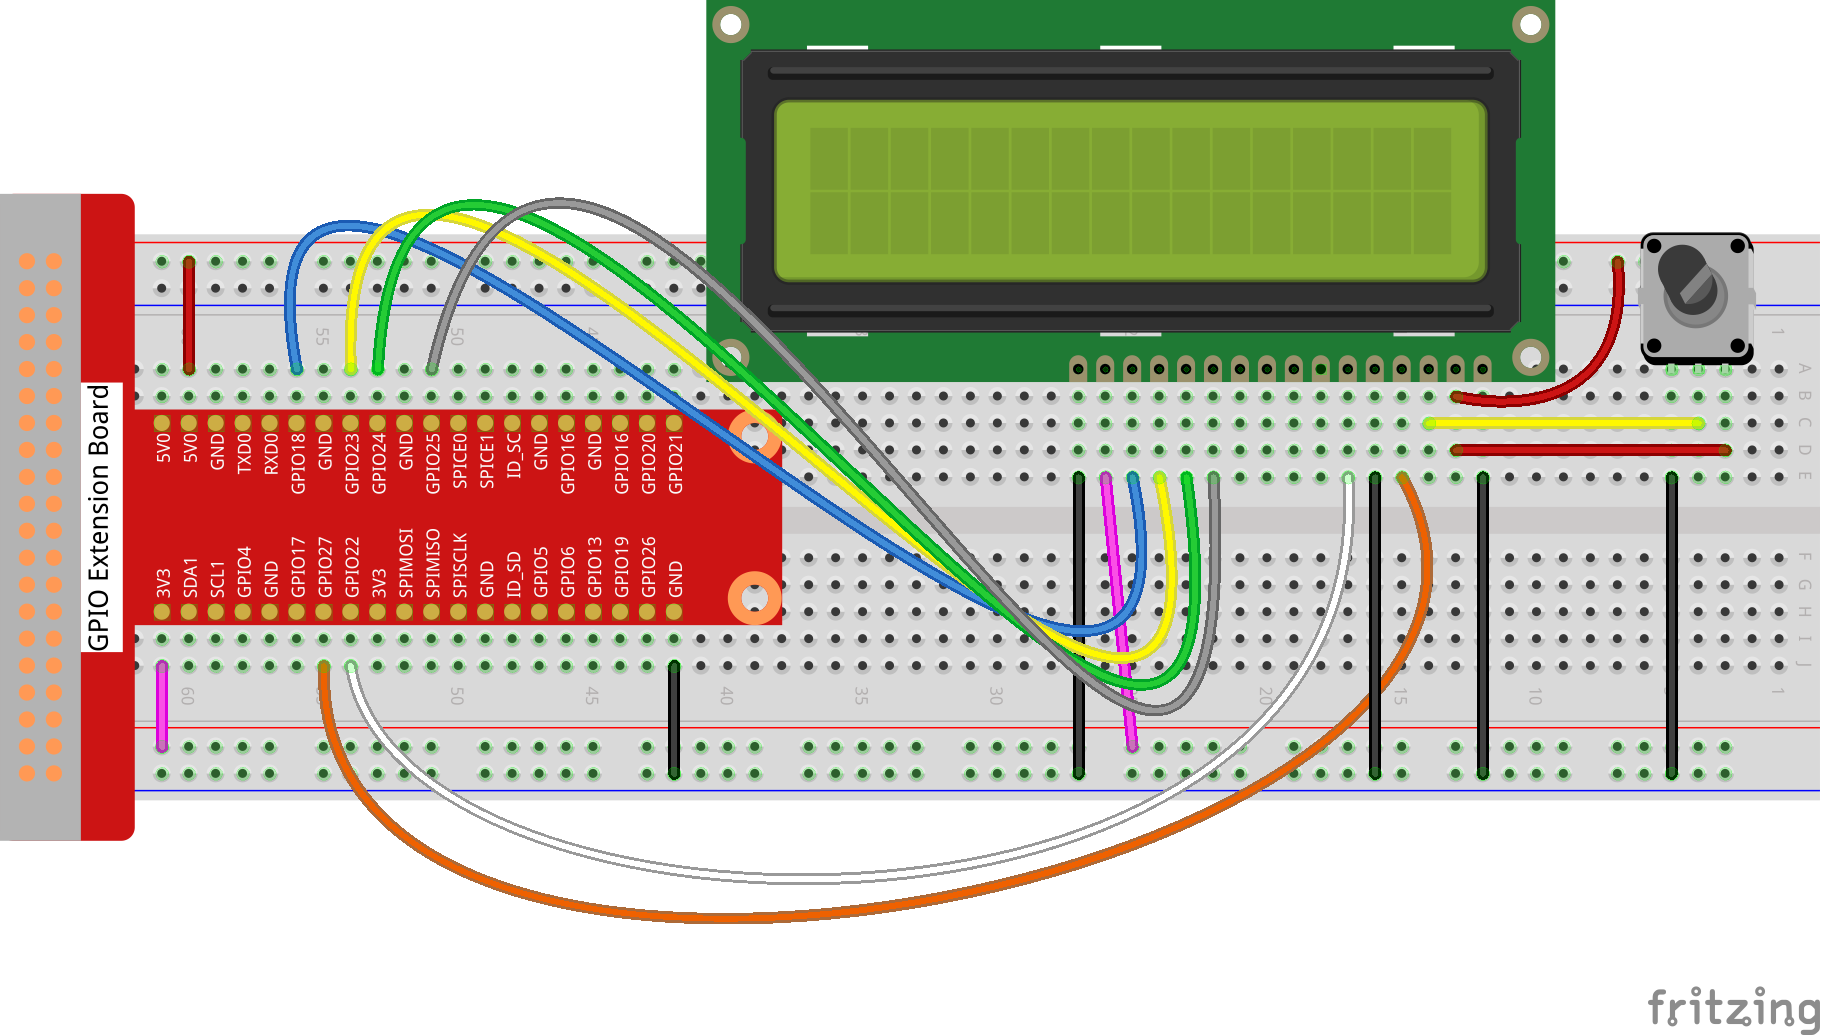 GPIO Extension Board
5V0
5V0
GND
TXD0
RXD0
GPIO18
GND
GPIO23
GPIO24
GND
GPIO25
SPICE0
SPICE1
ID_SC
GND
GPIO16
GND
GPIO16
GPIO20
GPIO21
3V3
SDA1
SCL1
GPIO4
GND
GPIO17
GPIO27
GPIO22
3V3
SPIMOSI
SPIMISO
SPISCLK
GND
ID_SD
GPIO5
GPIO6
GPIO13
GPIO19
GPIO26
GND
55
50
1
A
B
C
D
E
F
G
H
I
J
60
50
45
40
35
30
20
15
10
1
fritzing